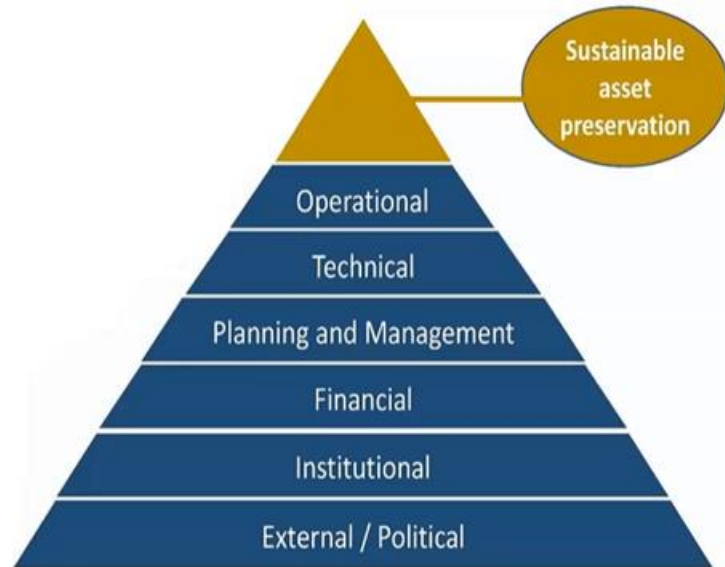 Sustainable
asset
preservation
Operational
Technical
Planning and Management
Financial
Institutional
External / Political